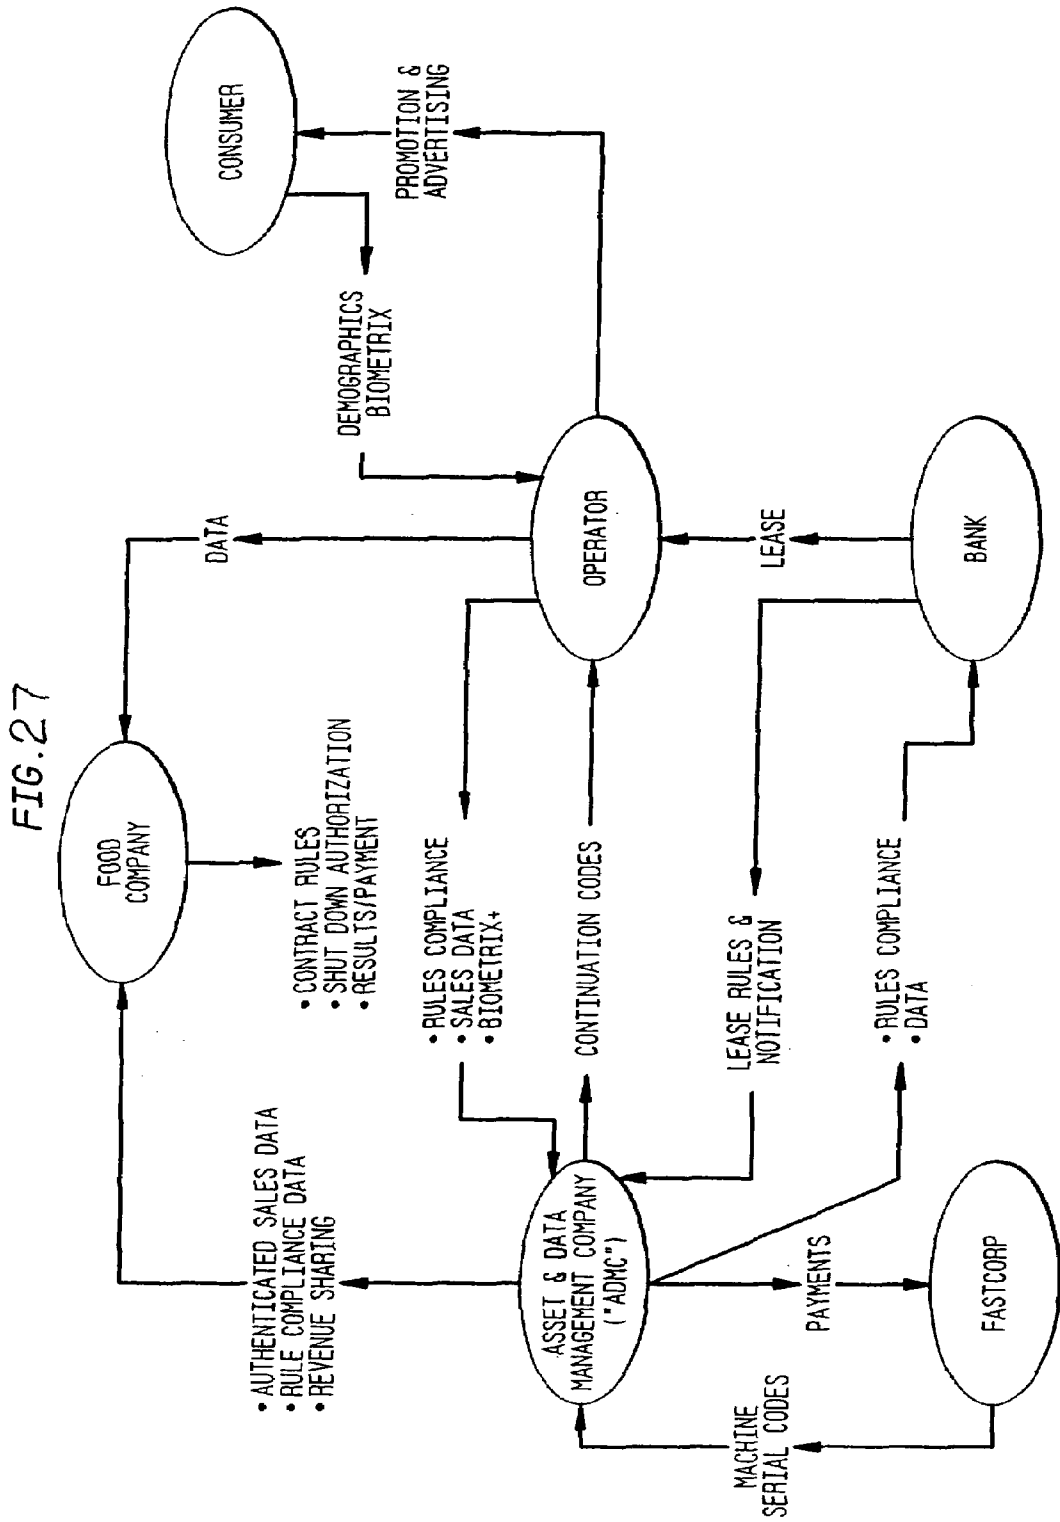 FIG.27
FOOD
COMPANY
CONSUMER
• AUTHENTICATED SALES DATA
• RULE COMPLIANCE DATA
• REVENUE SHARING
• CONTRACT RULES
• SHUT DOWN AUTHORIZATION
• RESULTS/PAYMENT
DATA
DEMOGRAPHICS
BIOMETRIX
PROMOTION &
ADVERTISING
• RULES COMPLIANCE
• SALES DATA
• BIOMETRIX+
ASSET & DATA
MANAGEMENT COMPANY
("ADMC")
CONTINUATION CODES
OPERATOR
MACHINE
SERIAL CODES
PAYMENTS
LEASE RULES &
NOTIFICATION
LEASE
• RULES COMPLIANCE
• DATA
FASTCORP
BANK